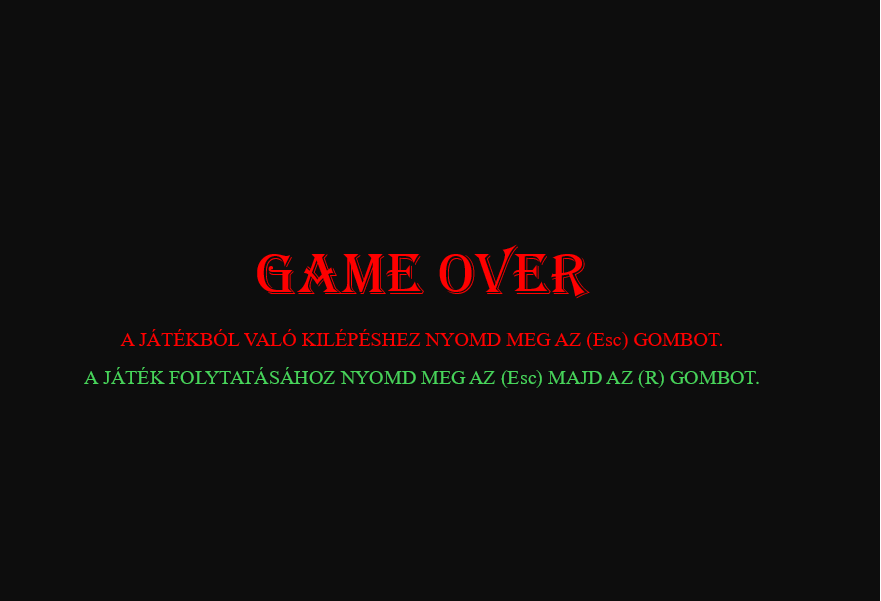 GAME OVER
A JÁTÉKBÓL VALÓ KILÉPÉSHEZ NYOMD MEG AZ (Esc) GOMBOT.
A JÁTÉK FOLYTATÁSÁHOZ NYOMD MEG AZ (Esc) MAJD AZ (R) GOMBOT.